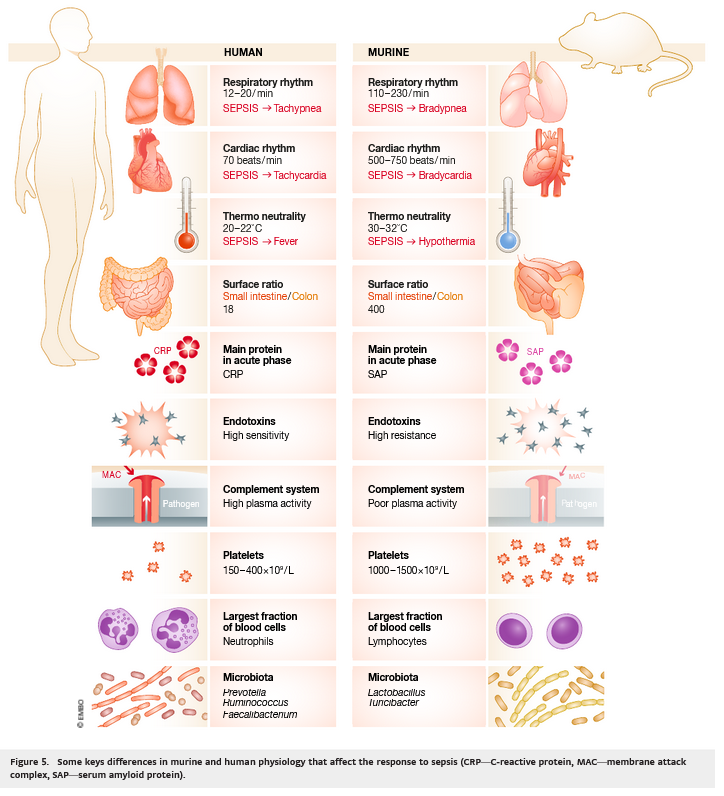 HUMAN
MURINE
Respiratory rhythm
12–20/min
SEPSIS → Tachypnea
Respiratory rhythm
110–230/min
SEPSIS → Bradypnea
Cardiac rhythm
70 beats/min
SEPSIS → Tachycardia
Cardiac rhythm
500–750 beats/min
SEPSIS → Bradycardia
Thermo neutrality
20–22°C
SEPSIS → Fever
Thermo neutrality
30–32°C
SEPSIS → Hypothermia
Surface ratio
Small intestine/Colon
18
Surface ratio
Small intestine/Colon
400
CRP
Main protein
in acute phase
CRP
Main protein
in acute phase
SAP
SAP
Endotoxins
High sensitivity
Endotoxins
High resistance
MAC
Pathogen
Complement system
High plasma activity
Complement system
Poor plasma activity
MAC
Pathogen
Platelets
150–400×10⁹/L
Platelets
1000–1500×10⁹/L
Largest fraction
of blood cells
Neutrophils
Largest fraction
of blood cells
Lymphocytes
Microbiota
Prevotella
Ruminococcus
Faecalibacterium
Microbiota
Lactobacillus
Turicibacter
© EMBO
Figure 5. Some keys differences in murine and human physiology that affect the response to sepsis (CRP—C-reactive protein, MAC—membrane attack
complex, SAP—serum amyloid protein).